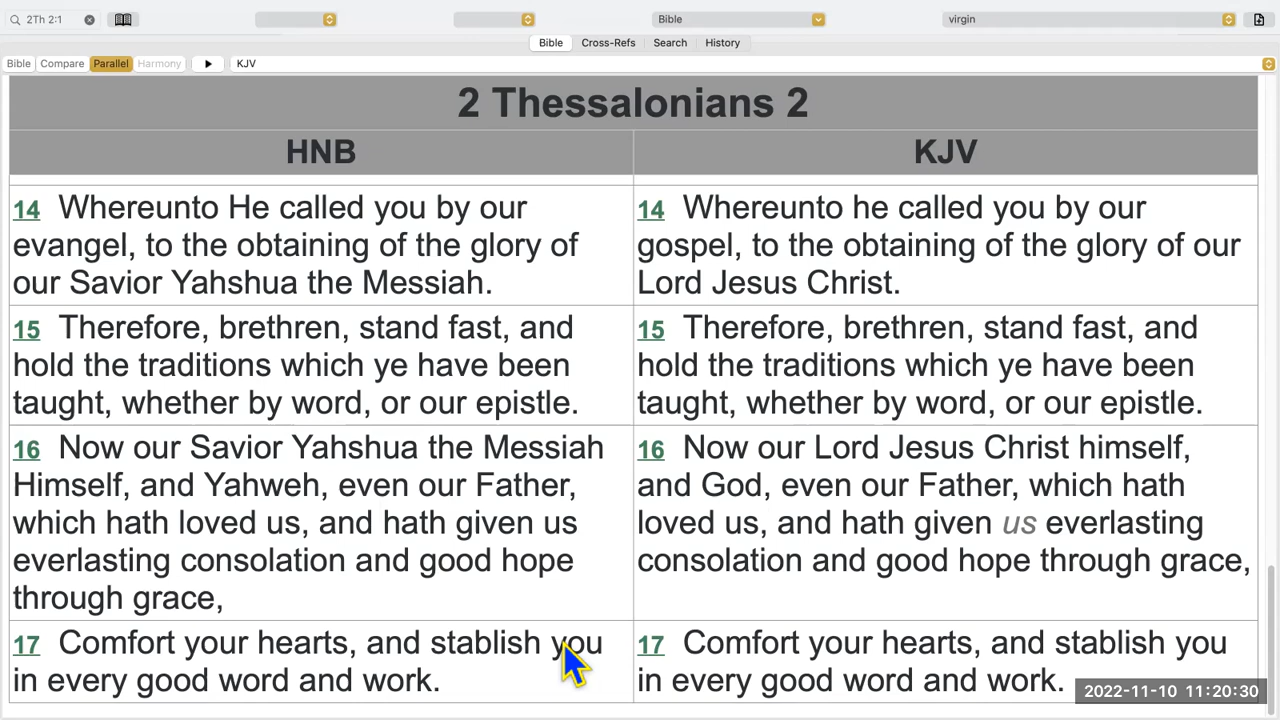 2Th 2:1 Bible virgin
Bible Cross-Refs Search History
Bible Compare Parallel Harmony KJV
2 Thessalonians 2
HNB
14 Whereunto He called you by our
evangel, to the obtaining of the glory of
our Savior Yahshua the Messiah.
15 Therefore, brethren, stand fast, and
hold the traditions which ye have been
taught, whether by word, or our epistle.
16 Now our Savior Yahshua the Messiah
Himself, and Yahweh, even our Father,
which hath loved us, and hath given us
everlasting consolation and good hope
through grace,
17 Comfort your hearts, and stablish you
in every good word and work.
KJV
14 Whereunto he called you by our
gospel, to the obtaining of the glory of our
Lord Jesus Christ.
15 Therefore, brethren, stand fast, and
hold the traditions which ye have been
taught, whether by word, or our epistle.
16 Now our Lord Jesus Christ himself,
and God, even our Father, which hath
loved us, and hath given us everlasting
consolation and good hope through grace,
17 Comfort your hearts, and stablish you
in every good word and work.
2022-11-10 11:20:30